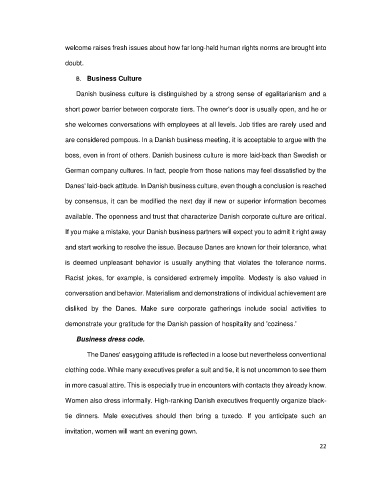 welcome raises fresh issues about how far long-held human rights norms are brought into
doubt.
8. Business Culture
Danish business culture is distinguished by a strong sense of egalitarianism and a
short power barrier between corporate tiers. The owner's door is usually open, and he or
she welcomes conversations with employees at all levels. Job titles are rarely used and
are considered pompous. In a Danish business meeting, it is acceptable to argue with the
boss, even in front of others. Danish business culture is more laid-back than Swedish or
German company cultures. In fact, people from those nations may feel dissatisfied by the
Danes' laid-back attitude. In Danish business culture, even though a conclusion is reached
by consensus, it can be modified the next day if new or superior information becomes
available. The openness and trust that characterize Danish corporate culture are critical.
If you make a mistake, your Danish business partners will expect you to admit it right away
and start working to resolve the issue. Because Danes are known for their tolerance, what
is deemed unpleasant behavior is usually anything that violates the tolerance norms.
Racist jokes, for example, is considered extremely impolite. Modesty is also valued in
conversation and behavior. Materialism and demonstrations of individual achievement are
disliked by the Danes. Make sure corporate gatherings include social activities to
demonstrate your gratitude for the Danish passion of hospitality and 'coziness.'
Business dress code.
The Danes' easygoing attitude is reflected in a loose but nevertheless conventional
clothing code. While many executives prefer a suit and tie, it is not uncommon to see them
in more casual attire. This is especially true in encounters with contacts they already know.
Women also dress informally. High-ranking Danish executives frequently organize black-
tie dinners. Male executives should then bring a tuxedo. If you anticipate such an
invitation, women will want an evening gown.
22